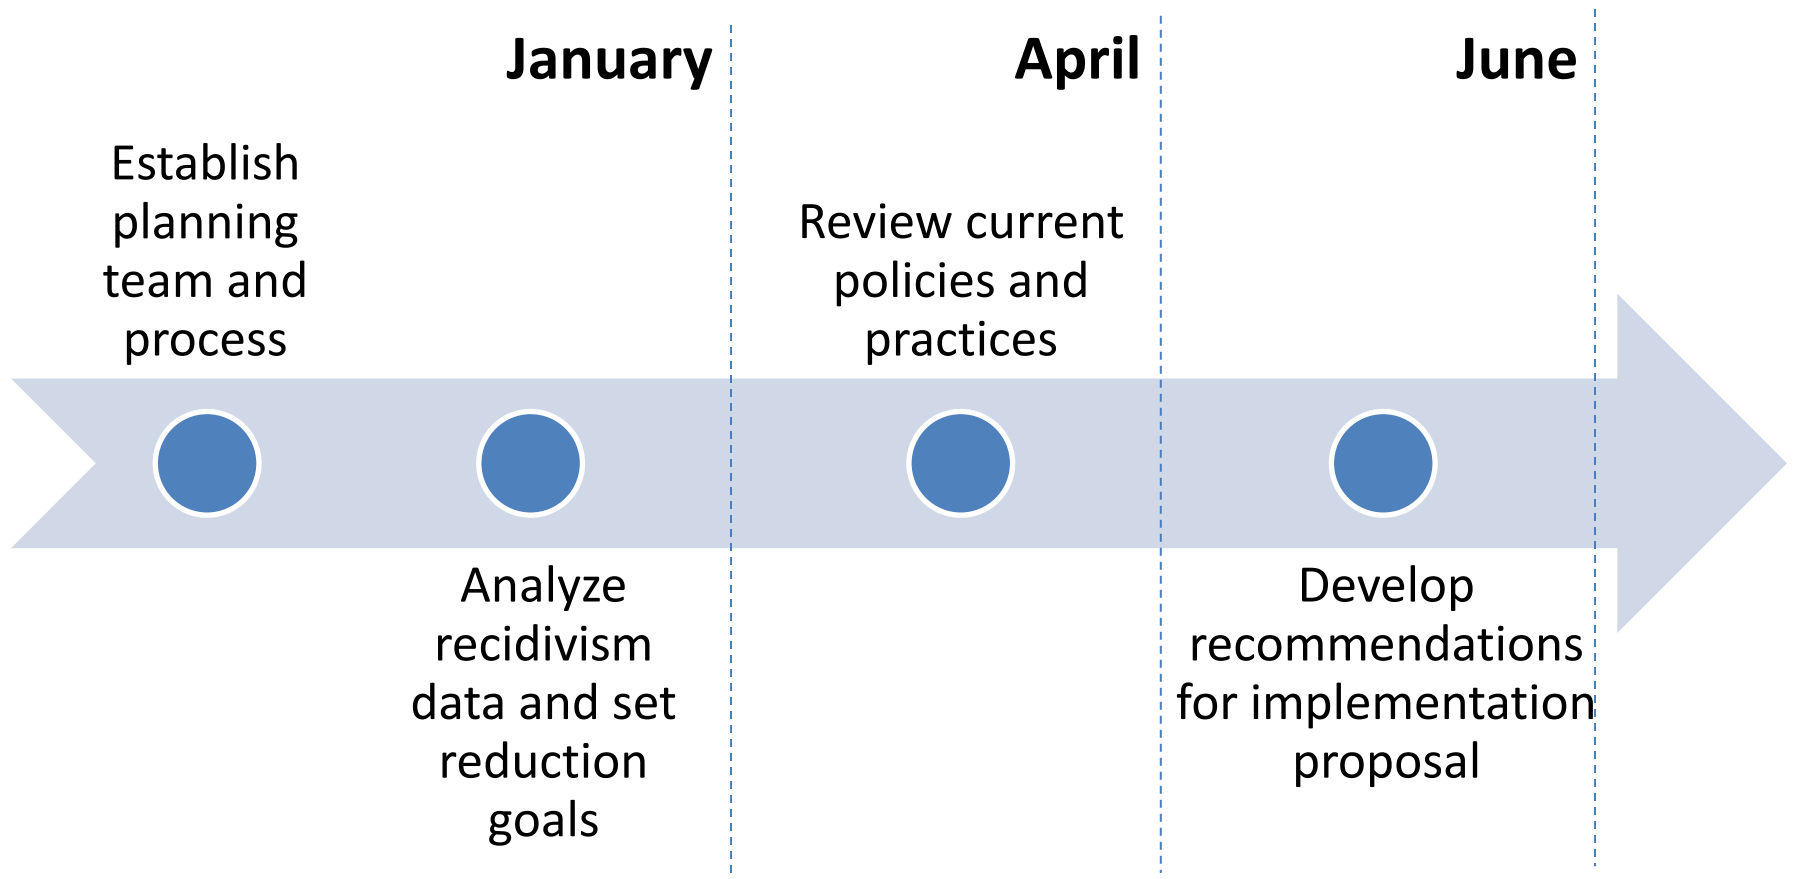 January
April
June
Establish
planning
team and
process
Review current
policies and
practices
Analyze
recidivism
data and set
reduction
goals
Develop
recommendations
for implementation
proposal